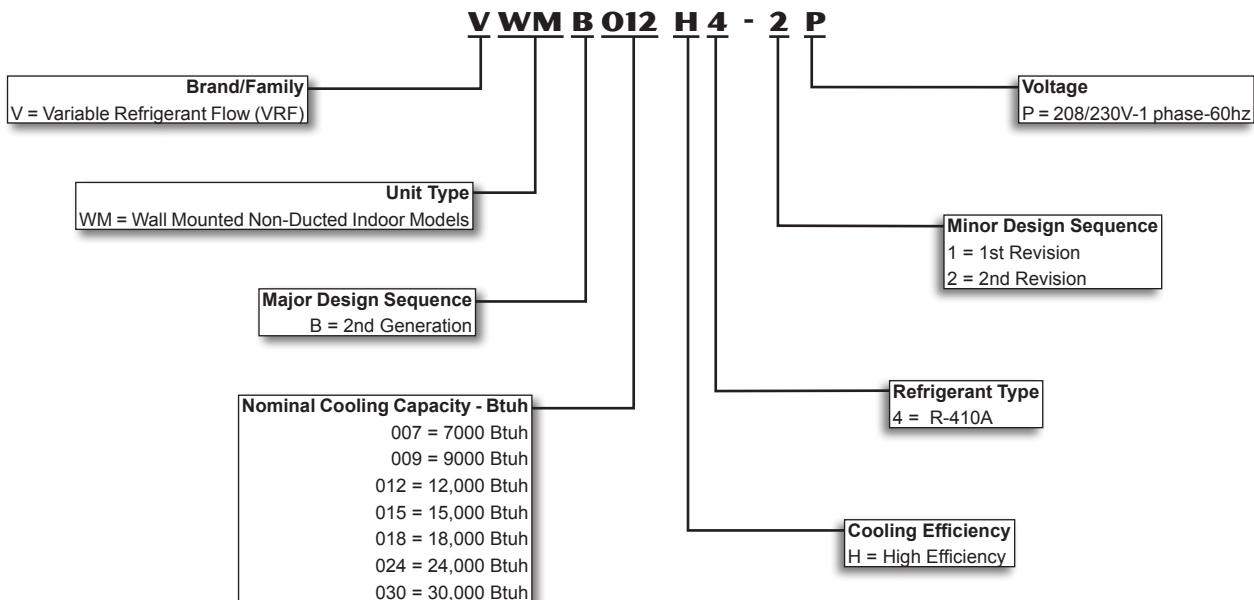 V WM B 012 H 4 - 2 P
Brand/Family
V = Variable Refrigerant Flow (VRF)
Voltage
P = 208/230V-1 phase-60hz
Unit Type
WM = Wall Mounted Non-Ducted Indoor Models
Minor Design Sequence
1 = 1st Revision
2 = 2nd Revision
Major Design Sequence
B = 2nd Generation
Refrigerant Type
4 = R-410A
Nominal Cooling Capacity - Btuh
007 = 7000 Btuh
009 = 9000 Btuh
012 = 12,000 Btuh
015 = 15,000 Btuh
018 = 18,000 Btuh
024 = 24,000 Btuh
030 = 30,000 Btuh
Cooling Efficiency
H = High Efficiency